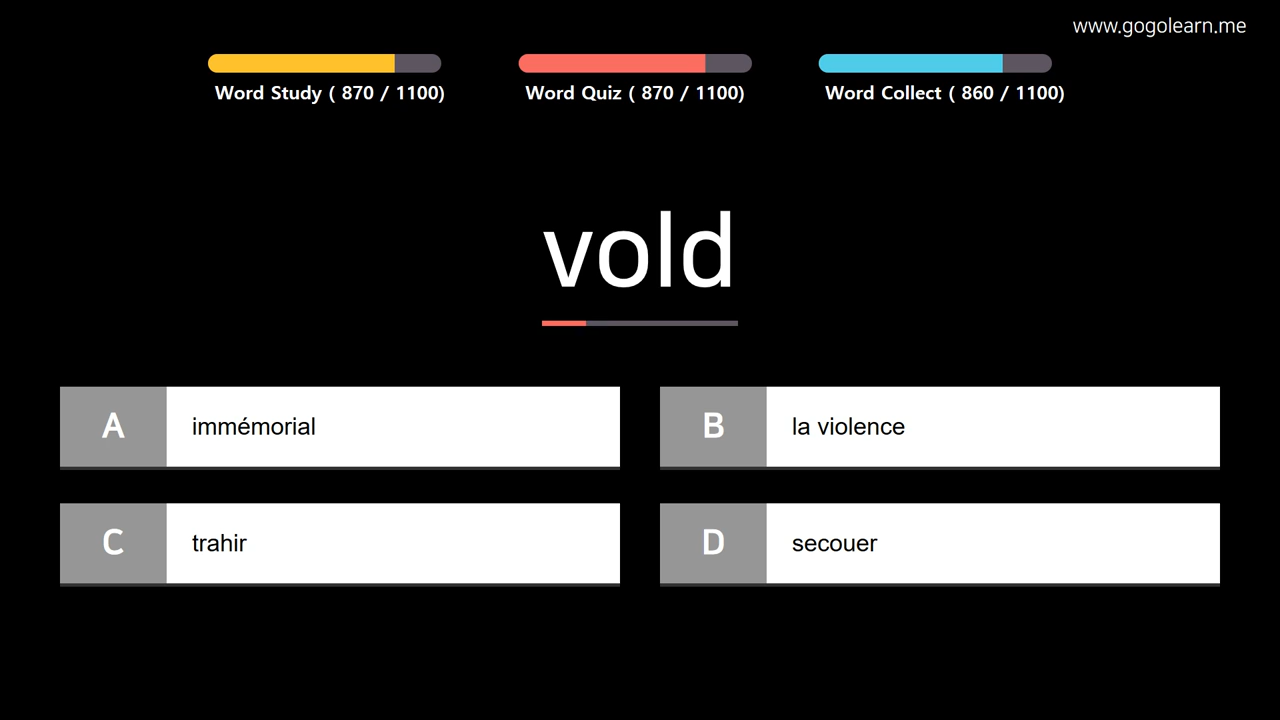 www.gogolearn.me
Word Study ( 870 / 1100)
Word Quiz ( 870 / 1100)
Word Collect ( 860 / 1100)
vold
A immémorial
B la violence
C trahir
D secouer